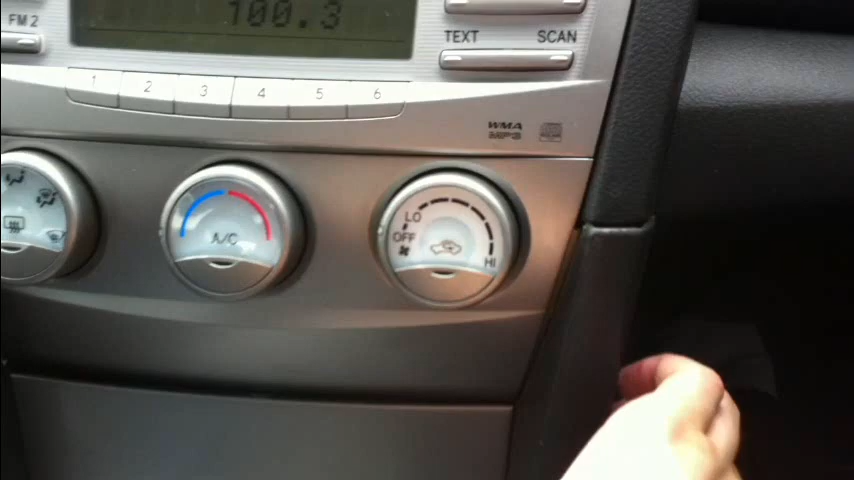 FM 2
100.3
TEXT SCAN
1 2 3 4 5 6
WMA
MP3
A/C
LO
OFF
HI